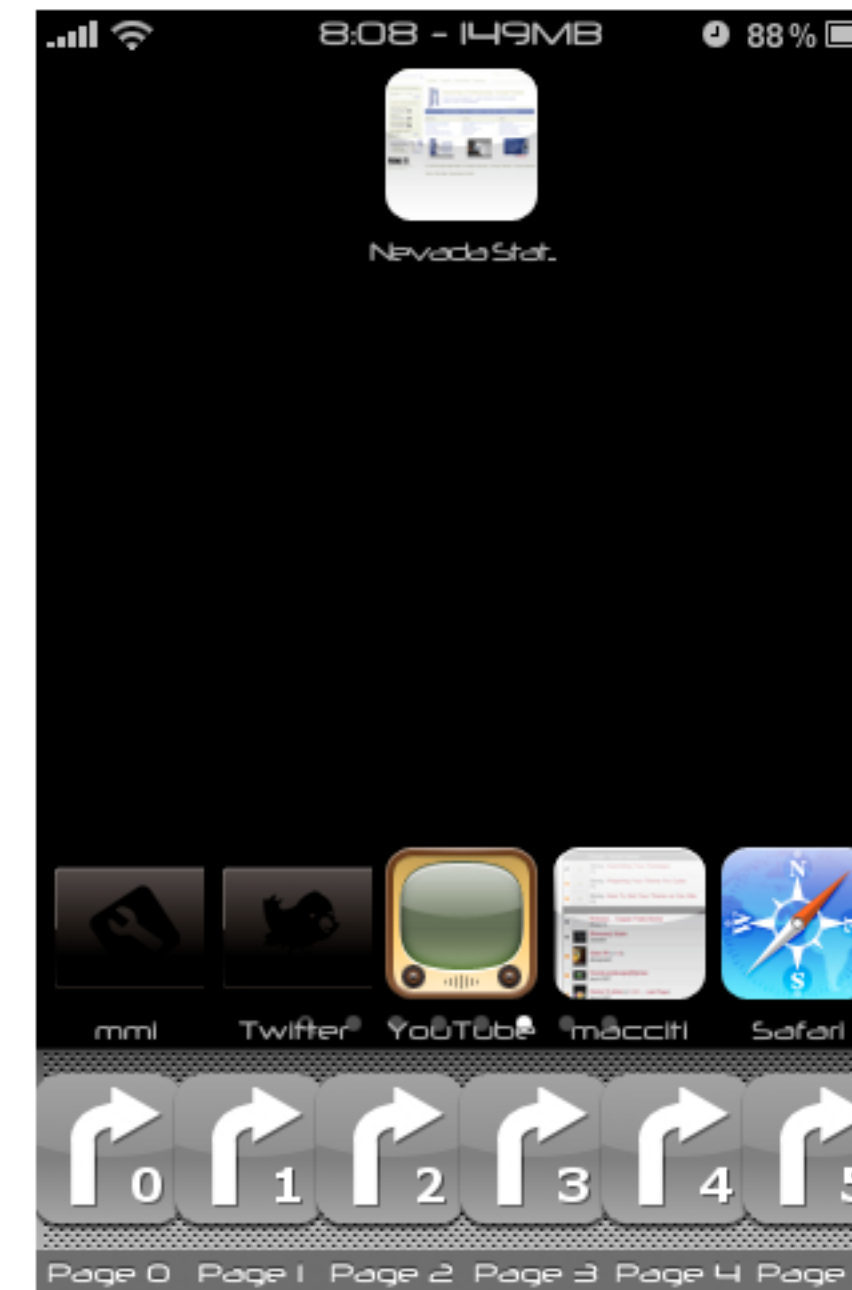 8:08 - 149MB 88%
Nevada Stat..
N
W
S
mmi Twitter YouTube macciti Safari
0 1 2 3 4 5
Page 0 Page 1 Page 2 Page 3 Page 4 Page